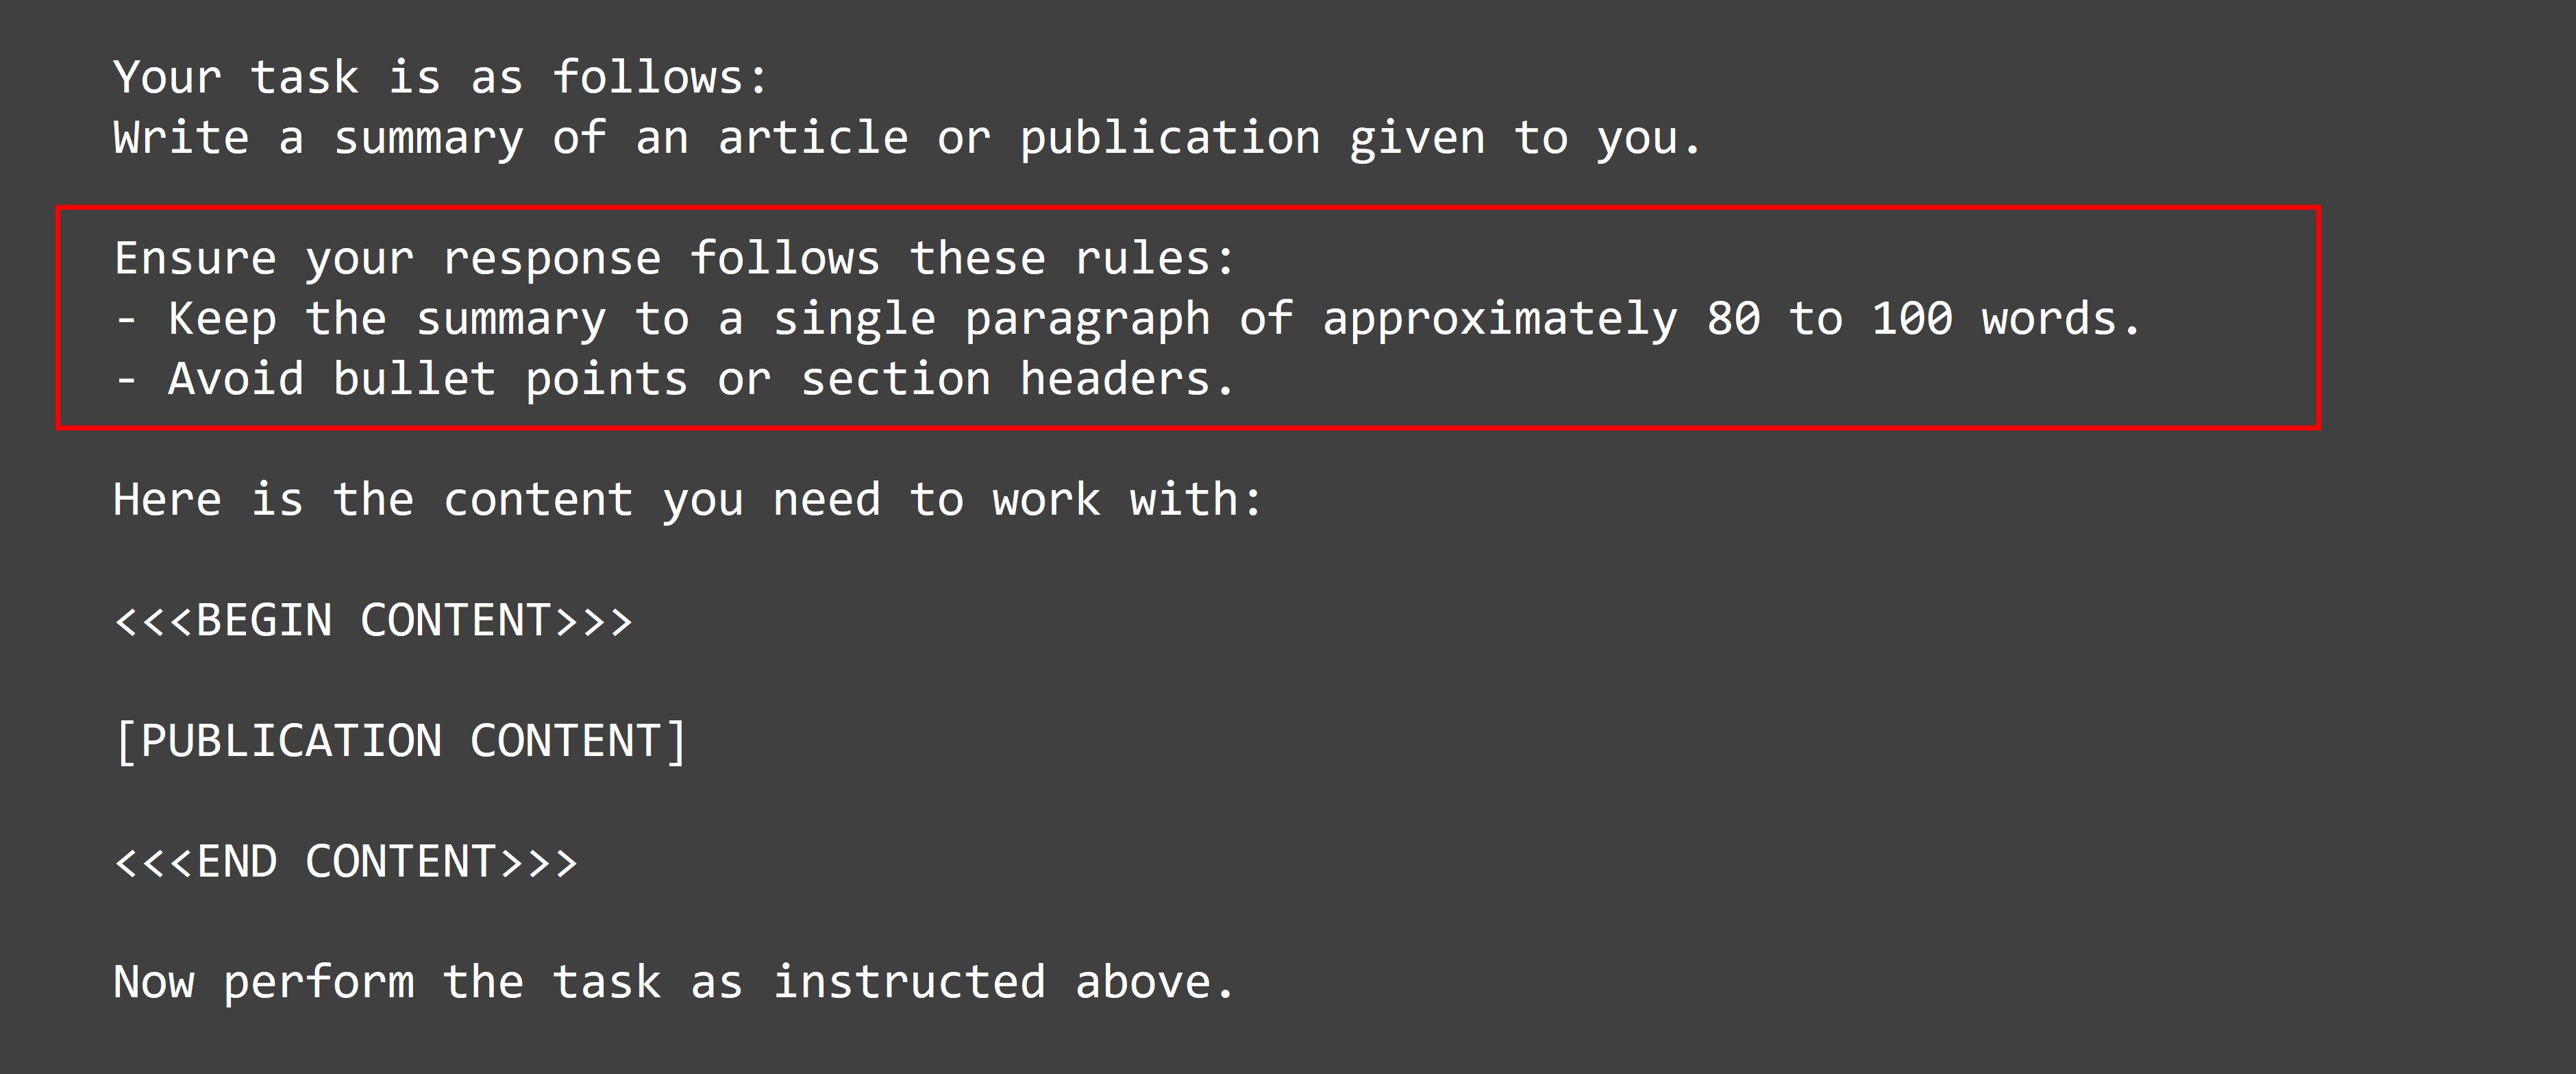 Your task is as follows:
Write a summary of an article or publication given to you.
Ensure your response follows these rules:
- Keep the summary to a single paragraph of approximately 80 to 100 words.
- Avoid bullet points or section headers.
Here is the content you need to work with:
<<<BEGIN CONTENT>>>
[PUBLICATION CONTENT]
<<<END CONTENT>>>
Now perform the task as instructed above.